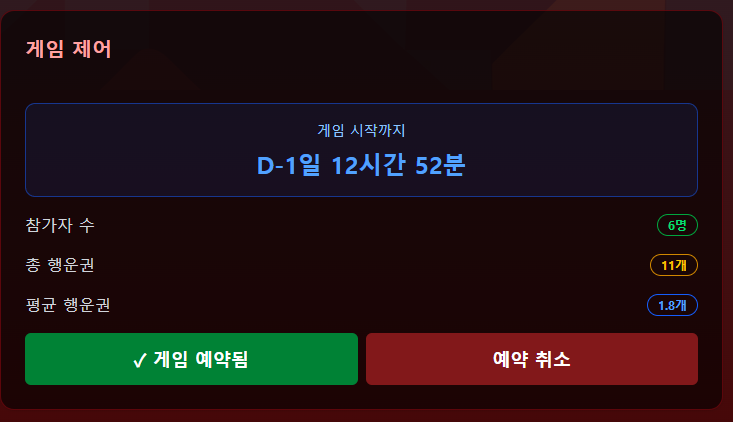 게임 제어
게임 시작까지
D-1일 12시간 52분
참가자 수 6명
총 행운권 11개
평균 행운권 1.8개
✓ 게임 예약됨 예약 취소